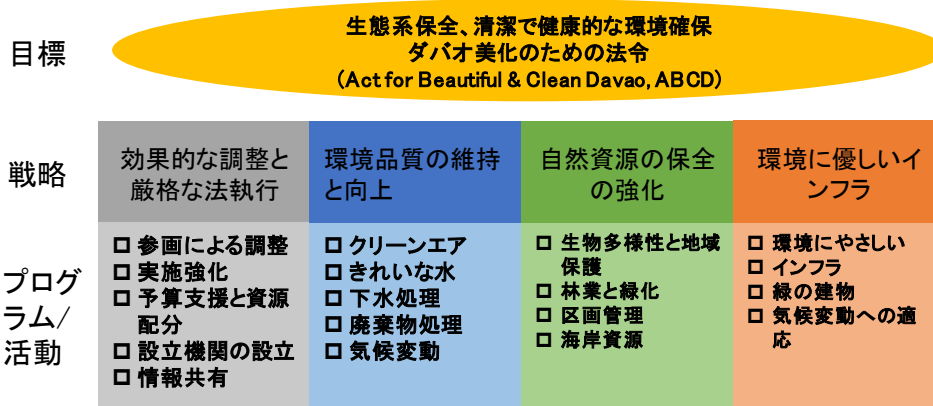 目標
生態系保全、清潔で健康的な環境確保
ダバオ美化のための法令
(Act for Beautiful & Clean Davao, ABCD)
戦略
効果的な調整と
厳格な法執行
環境品質の維持
と向上
自然資源の保全
の強化
環境に優しいイ
ンフラ
プログ
ラム/
活動
参画による調整
実施強化
予算支援と資源
配分
設立機関の設立
情報共有
クリーンエア
きれいな水
下水処理
廃棄物処理
気候変動
生物多様性と地域
保護
林業と緑化
区画管理
海岸資源
環境にやさしい
インフラ
緑の建物
気候変動への適
応